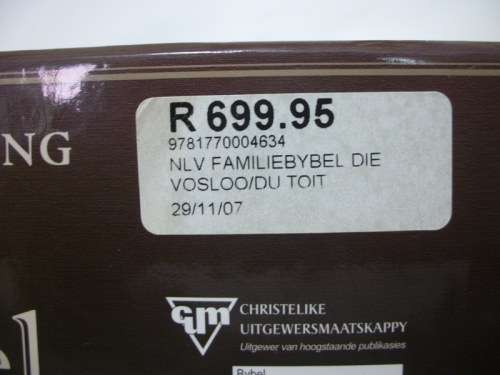 R 699.95
9781770004634
NLV FAMILIEBYBEL DIE
VOSLOO/DU TOIT
29/11/07
NG
cum
CHRISTELIKE
UITGEWERSMAATSKAPPY
Uitgewer van hoogstaande publikasies
Bybel